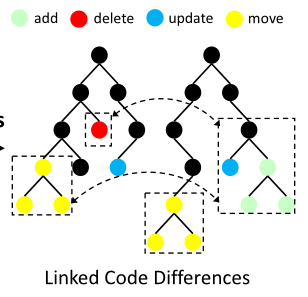 add delete update move
s
Linked Code Differences